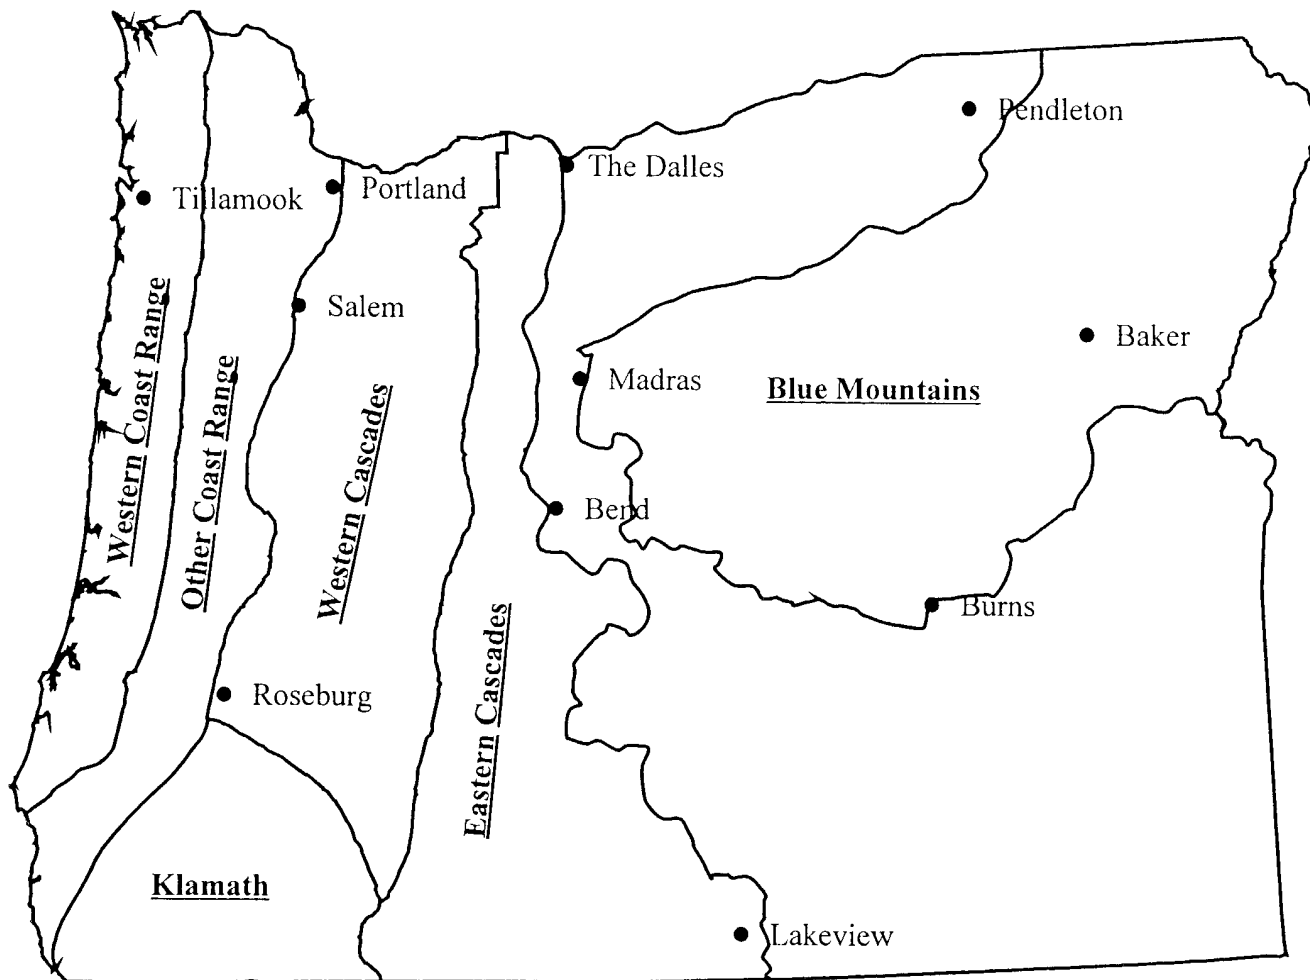 Pendleton
The Dalles
Tillamook
Portland
Salem
Baker
Madras
Blue Mountains
Western Coast Range
Other Coast Range
Western Cascades
Bend
Burns
Eastern Cascades
Roseburg
Klamath
Lakeview